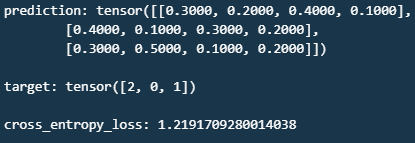 prediction: tensor([[0.3000, 0.2000, 0.4000, 0.1000],
[0.4000, 0.1000, 0.3000, 0.2000],
[0.3000, 0.5000, 0.1000, 0.2000]])
target: tensor([2, 0, 1])
cross_entropy_loss: 1.2191709280014038